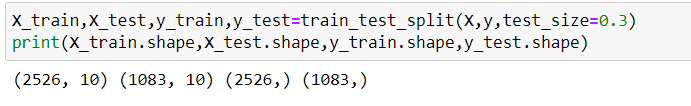 X_train,X_test,y_train,y_test=train_test_split(X,y,test_size=0.3)
print(X_train.shape,X_test.shape,y_train.shape,y_test.shape)
(2526, 10) (1083, 10) (2526,) (1083,)